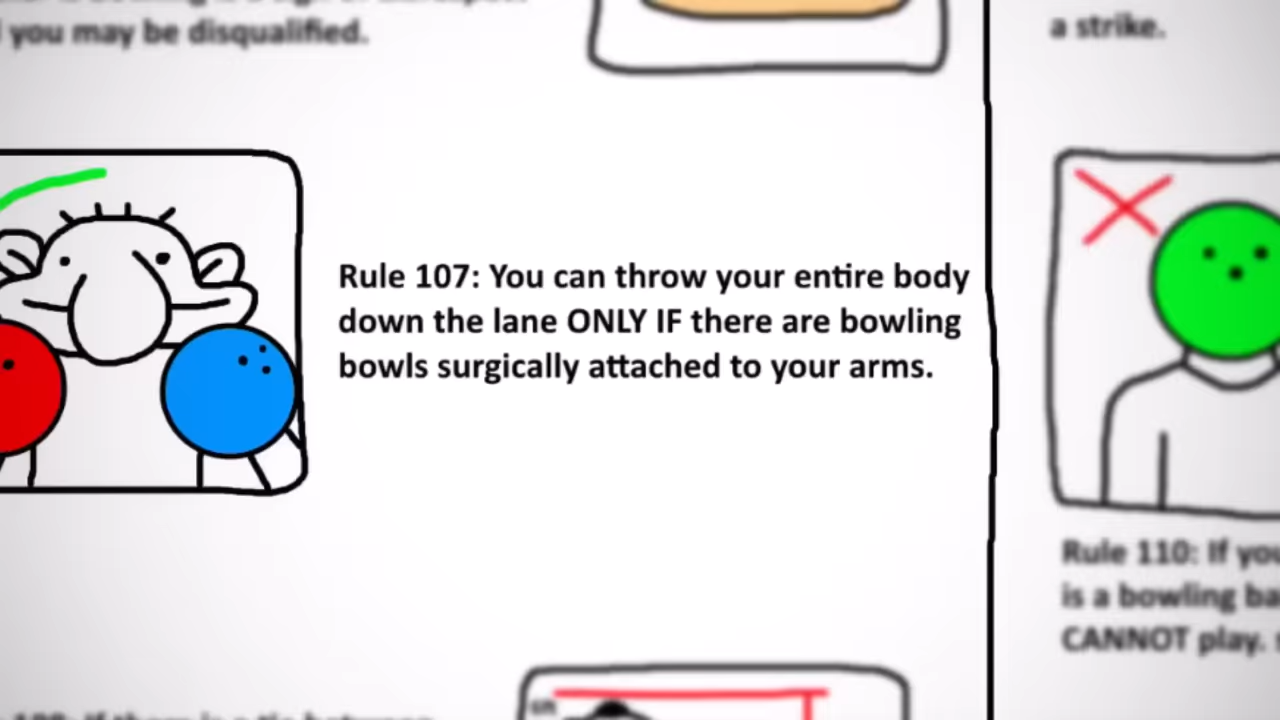 you may be disqualified.
a strike.
Rule 107: You can throw your entire body
down the lane ONLY IF there are bowling
bowls surgically attached to your arms.
Rule 110: If you
is a bowling
CANNOT play.